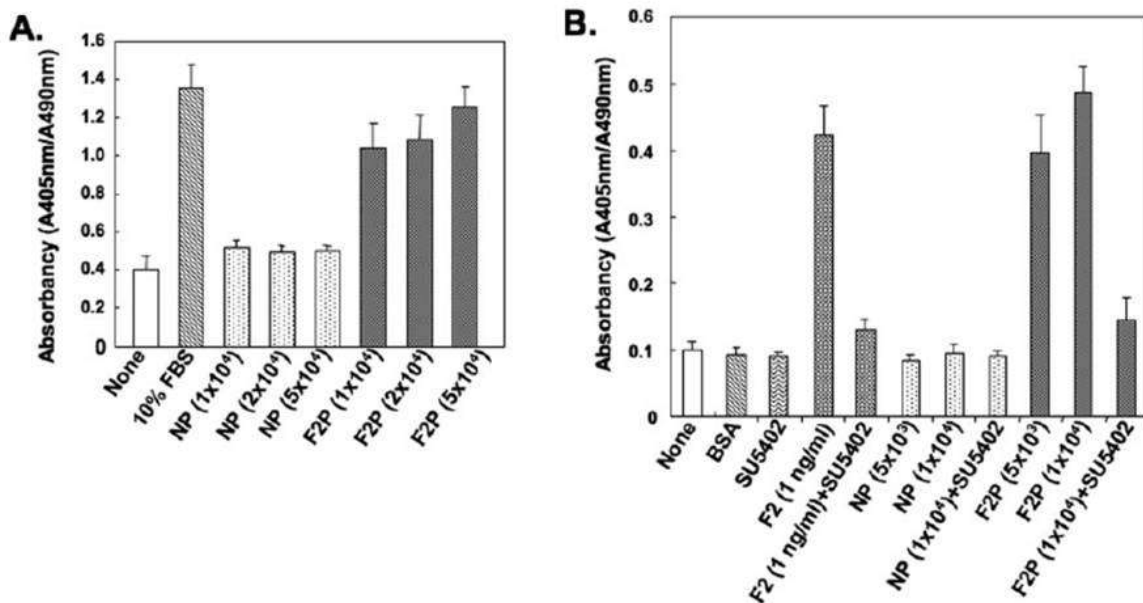 A.
Absorbancy (A405nm/A490nm)
1.6
1.4
1.2
1.0
0.8
0.6
0.4
0.2
0
None
10% FBS
NP (1x10⁴)
NP (2x10⁴)
NP (5x10⁴)
F2P (1x10⁴)
F2P (2x10⁴)
F2P (5x10⁴)
B.
Absorbancy (A405nm/A490nm)
0.6
0.5
0.4
0.3
0.2
0.1
0
None
BSA
SU5402
F2 (1 ng/ml)
F2 (1 ng/ml)+SU5402
NP (5x10³)
NP (1x10⁴)
NP (1x10⁴)+SU5402
F2P (5x10³)
F2P (1x10⁴)
F2P (1x10⁴)+SU5402